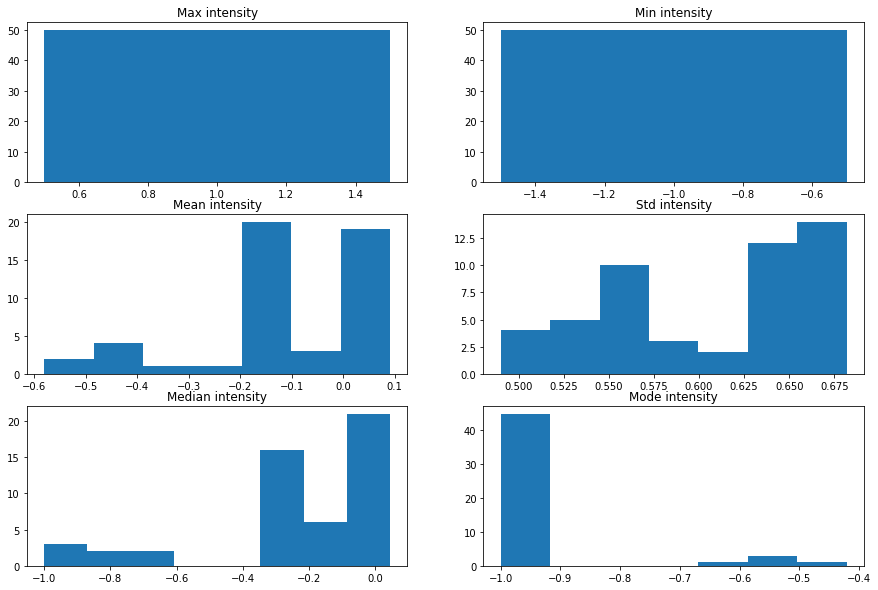 Max intensity
50
40
30
20
10
0
0.6 0.8 1.0 1.2 1.4
Min intensity
50
40
30
20
10
0
−1.4 −1.2 −1.0 −0.8 −0.6
Mean intensity
20
15
10
5
0
−0.6 −0.5 −0.4 −0.3 −0.2 −0.1 0.0 0.1
Std intensity
12.5
10.0
7.5
5.0
2.5
0.0
0.500 0.525 0.550 0.575 0.600 0.625 0.650 0.675
Median intensity
20
15
10
5
0
−1.0 −0.8 −0.6 −0.4 −0.2 0.0
Mode intensity
40
30
20
10
0
−1.0 −0.9 −0.8 −0.7 −0.6 −0.5 −0.4